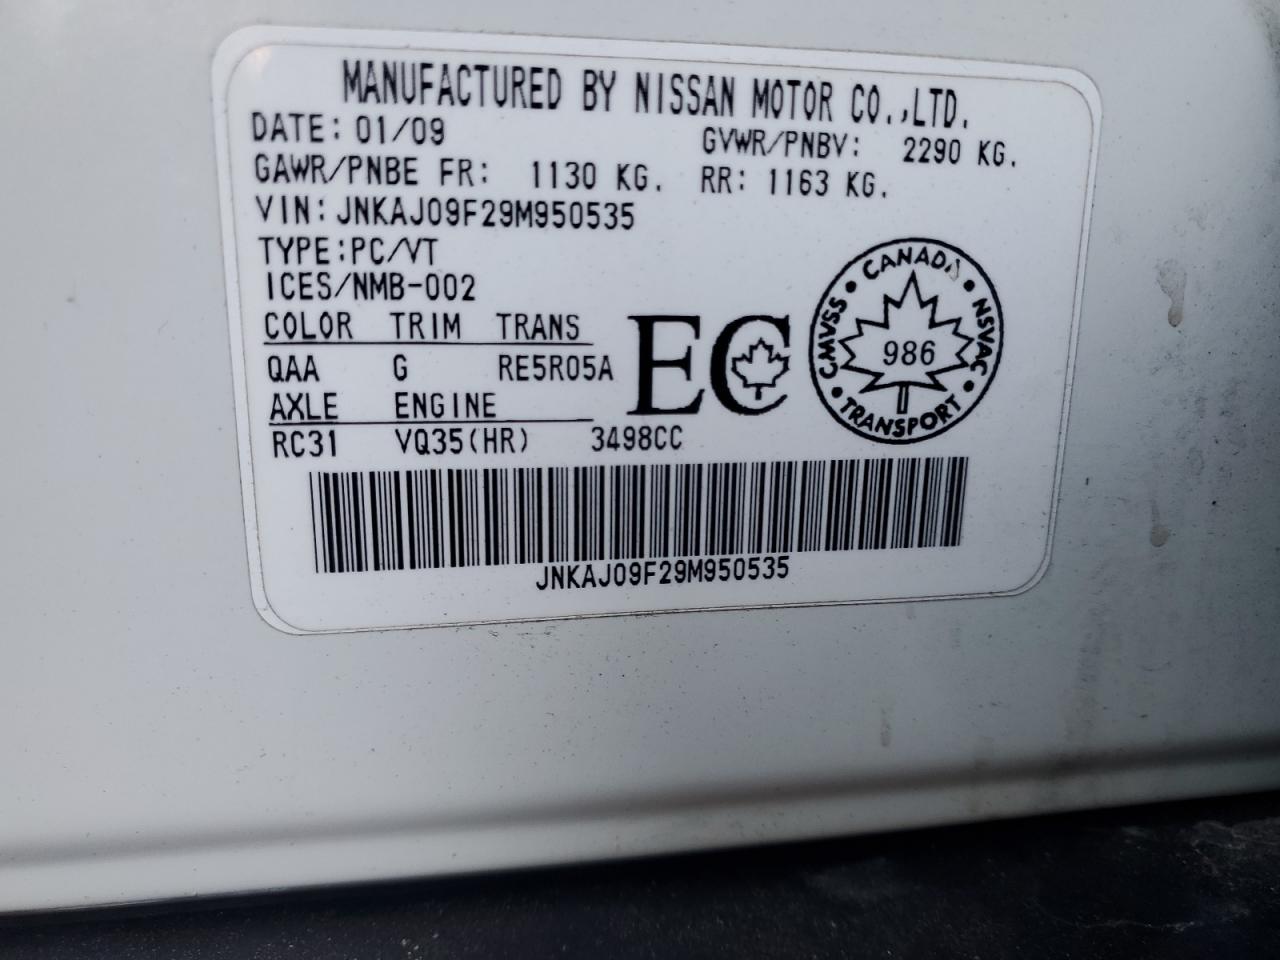 MANUFACTURED BY NISSAN MOTOR CO.,LTD.
DATE: 01/09 GVWR/PNBV: 2290 KG.
GAWR/PNBE FR: 1130 KG. RR: 1163 KG.
VIN: JNKAJ09F29M950535
TYPE:PC/VT
ICES/NMB-002
COLOR TRIM TRANS
QAA G RE5R05A
AXLE ENGINE
RC31 VQ35(HR) 3498CC
EC
CANADA
CMVSS • NSVAC
986
TRANSPORT
JNKAJ09F29M950535